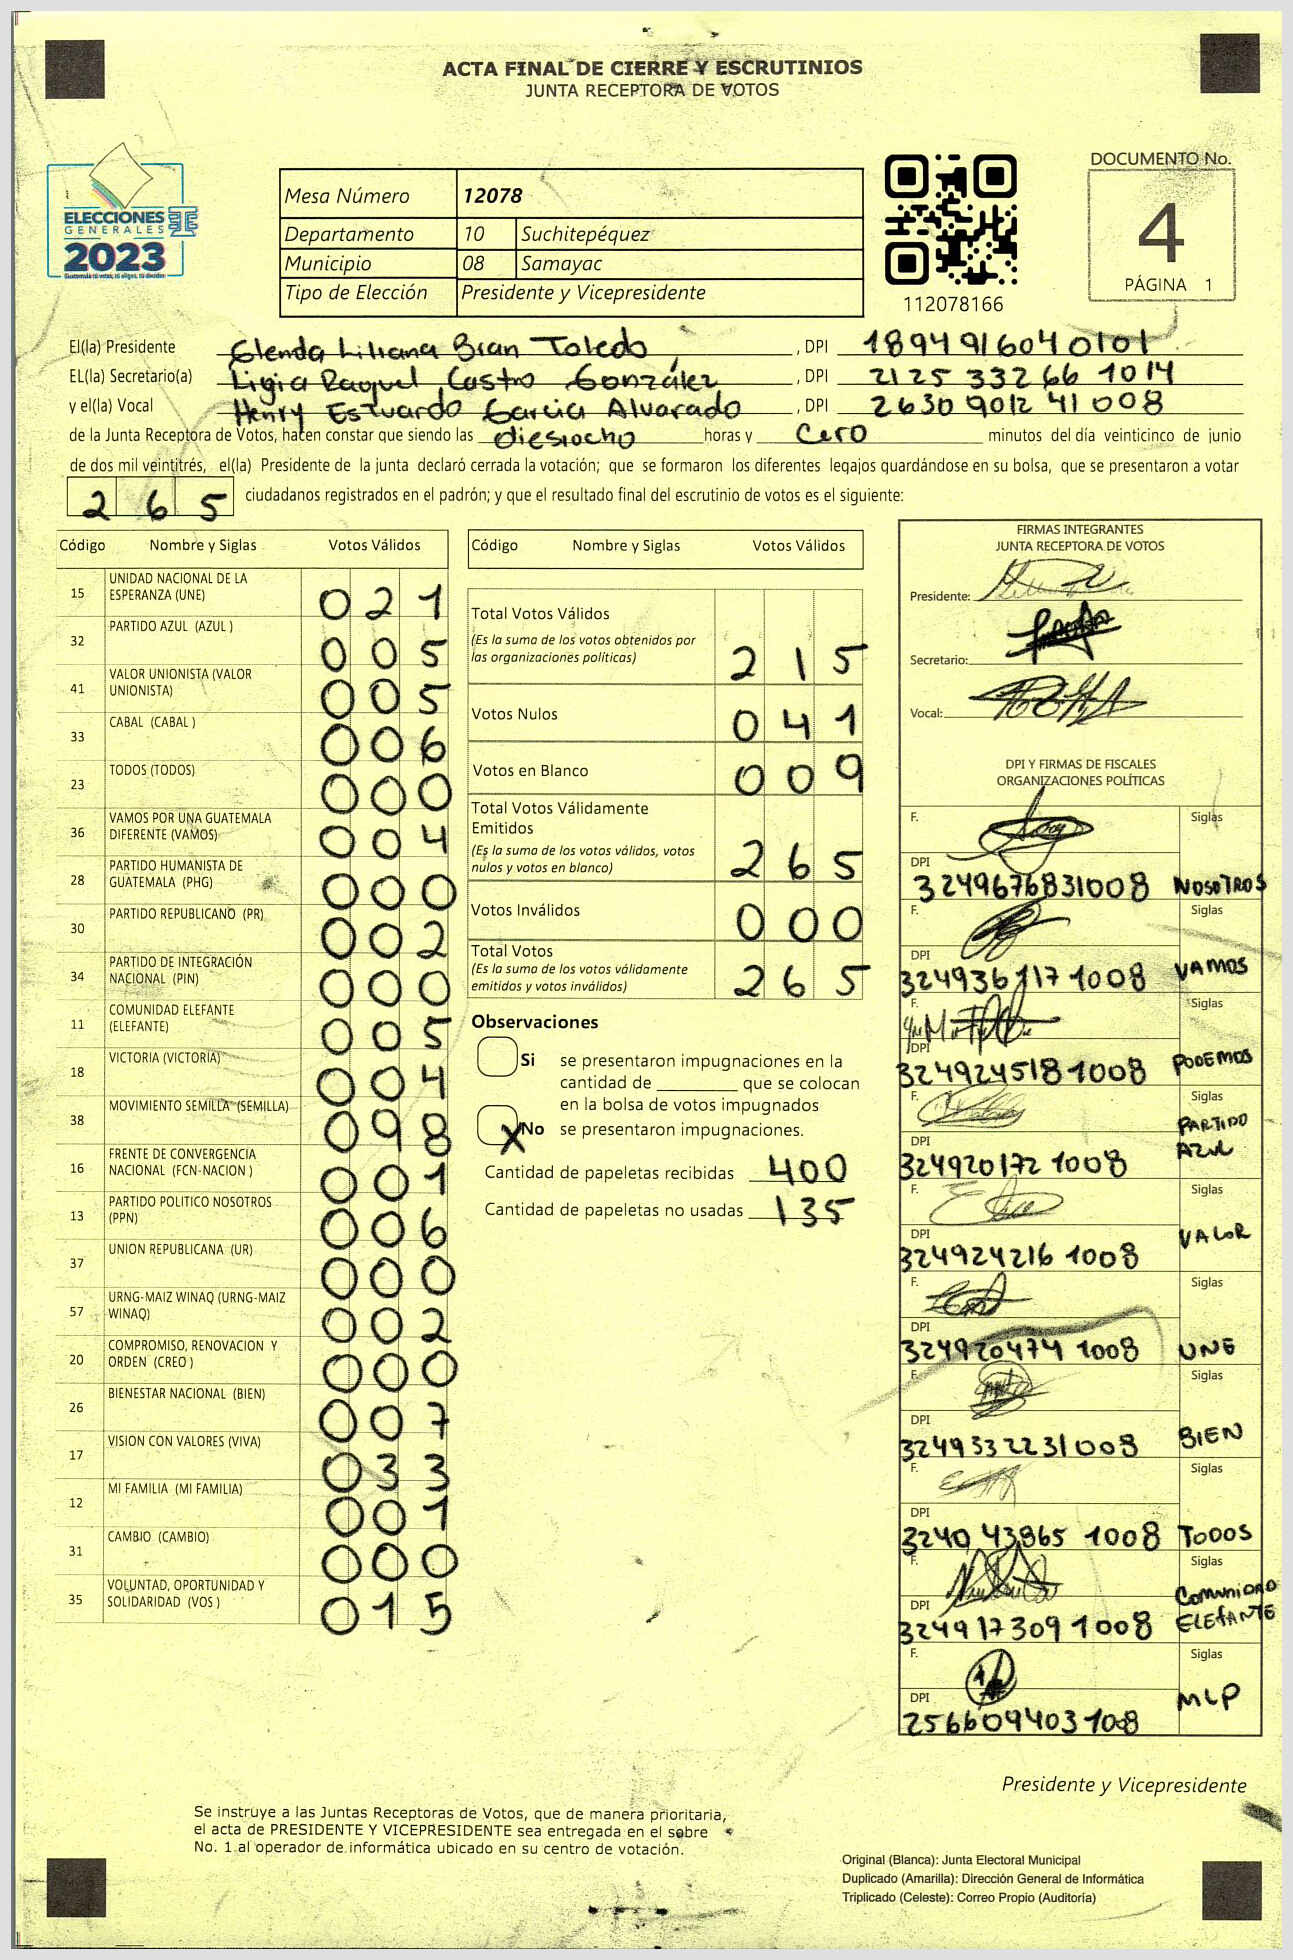 ACTA FINAL DE CIERRE Y ESCRUTINIOS
JUNTA RECEPTORA DE VOTOS
ELECCIONES
GENERALES
2023
Mesa Número 12078
Departamento 10 Suchitepéquez
Municipio 08 Samayac
Tipo de Elección Presidente y Vicepresidente
112078166
DOCUMENTO No.
4
PÁGINA 1
El(la) Presidente Glenda Liliana Bran Toledo, DPI 1894916040101
EL(la) Secretario(a) Ligia Raquel Castro González, DPI 2125332661014
y el(la) Vocal Henry Estuardo Garcia Alvarado, DPI 2630901241008
de la Junta Receptora de Votos, hacen constar que siendo las diesiocho horas y cero minutos del día veinticinco de junio
de dos mil veintitrés, el(la) Presidente de la junta declaró cerrada la votación; que se formaron los diferentes legajos guardándose en su bolsa, que se presentaron a votar
265 ciudadanos registrados en el padrón; y que el resultado final del escrutinio de votos es el siguiente:
Código Nombre y Siglas Votos Válidos
15 UNIDAD NACIONAL DE LA ESPERANZA (UNE) 021
32 PARTIDO AZUL (AZUL ) 005
41 VALOR UNIONISTA (VALOR UNIONISTA) 005
33 CABAL (CABAL ) 006
23 TODOS (TODOS) 000
36 VAMOS POR UNA GUATEMALA DIFERENTE (VAMOS) 004
28 PARTIDO HUMANISTA DE GUATEMALA (PHG) 000
30 PARTIDO REPUBLICANO (PR) 002
34 PARTIDO DE INTEGRACIÓN NACIONAL (PIN) 000
11 COMUNIDAD ELEFANTE (ELEFANTE) 005
18 VICTORIA (VICTORIA) 004
38 MOVIMIENTO SEMILLA (SEMILLA) 098
16 FRENTE DE CONVERGENCIA NACIONAL (FCN-NACION ) 001
13 PARTIDO POLITICO NOSOTROS (PPN) 006
37 UNION REPUBLICANA (UR) 000
57 URNG-MAIZ WINAQ (URNG-MAIZ WINAQ) 002
20 COMPROMISO, RENOVACION Y ORDEN (CREO ) 000
26 BIENESTAR NACIONAL (BIEN) 007
17 VISION CON VALORES (VIVA) 033
12 MI FAMILIA (MI FAMILIA) 001
31 CAMBIO (CAMBIO) 000
35 VOLUNTAD, OPORTUNIDAD Y SOLIDARIDAD (VOS ) 015
Código Nombre y Siglas Votos Válidos
Total Votos Válidos 215
(Es la suma de los votos obtenidos por
las organizaciones políticas)
Votos Nulos 041
Votos en Blanco 009
Total Votos Válidamente
Emitidos 265
(Es la suma de los votos válidos, votos
nulos y votos en blanco)
Votos Inválidos 000
Total Votos 265
(Es la suma de los votos válidamente
emitidos y votos inválidos)
Observaciones
Si se presentaron impugnaciones en la
cantidad de ________ que se colocan
en la bolsa de votos impugnados
X No se presentaron impugnaciones.
Cantidad de papeletas recibidas 400
Cantidad de papeletas no usadas 135
FIRMAS INTEGRANTES
JUNTA RECEPTORA DE VOTOS
Presidente:
Secretario:
Vocal:
DPI Y FIRMAS DE FISCALES
ORGANIZACIONES POLÍTICAS
F. Siglas
DPI 3249676831008 NOSOTROS
F. Siglas
DPI 3249361171008 VAMOS
F. Siglas
DPI 3249245181008 PODEMOS
F. Siglas
DPI 3249201721008 PARTIDO AZUL
F. Siglas
DPI 3249242161008 VALOR
F. Siglas
DPI 3249204741008 UNE
F. Siglas
DPI 3249332231008 BIEN
F. Siglas
DPI 3240438651008 TODOS
F. Siglas
DPI 3249173091008 COMUNIDAD ELEFANTE
F. Siglas
DPI 2566094031008 MLP
Presidente y Vicepresidente
Se instruye a las Juntas Receptoras de Votos, que de manera prioritaria,
el acta de PRESIDENTE Y VICEPRESIDENTE sea entregada en el sobre
No. 1 al operador de informática ubicado en su centro de votación.
Original (Blanca): Junta Electoral Municipal
Duplicado (Amarilla): Dirección General de Informática
Triplicado (Celeste): Correo Propio (Auditoría)